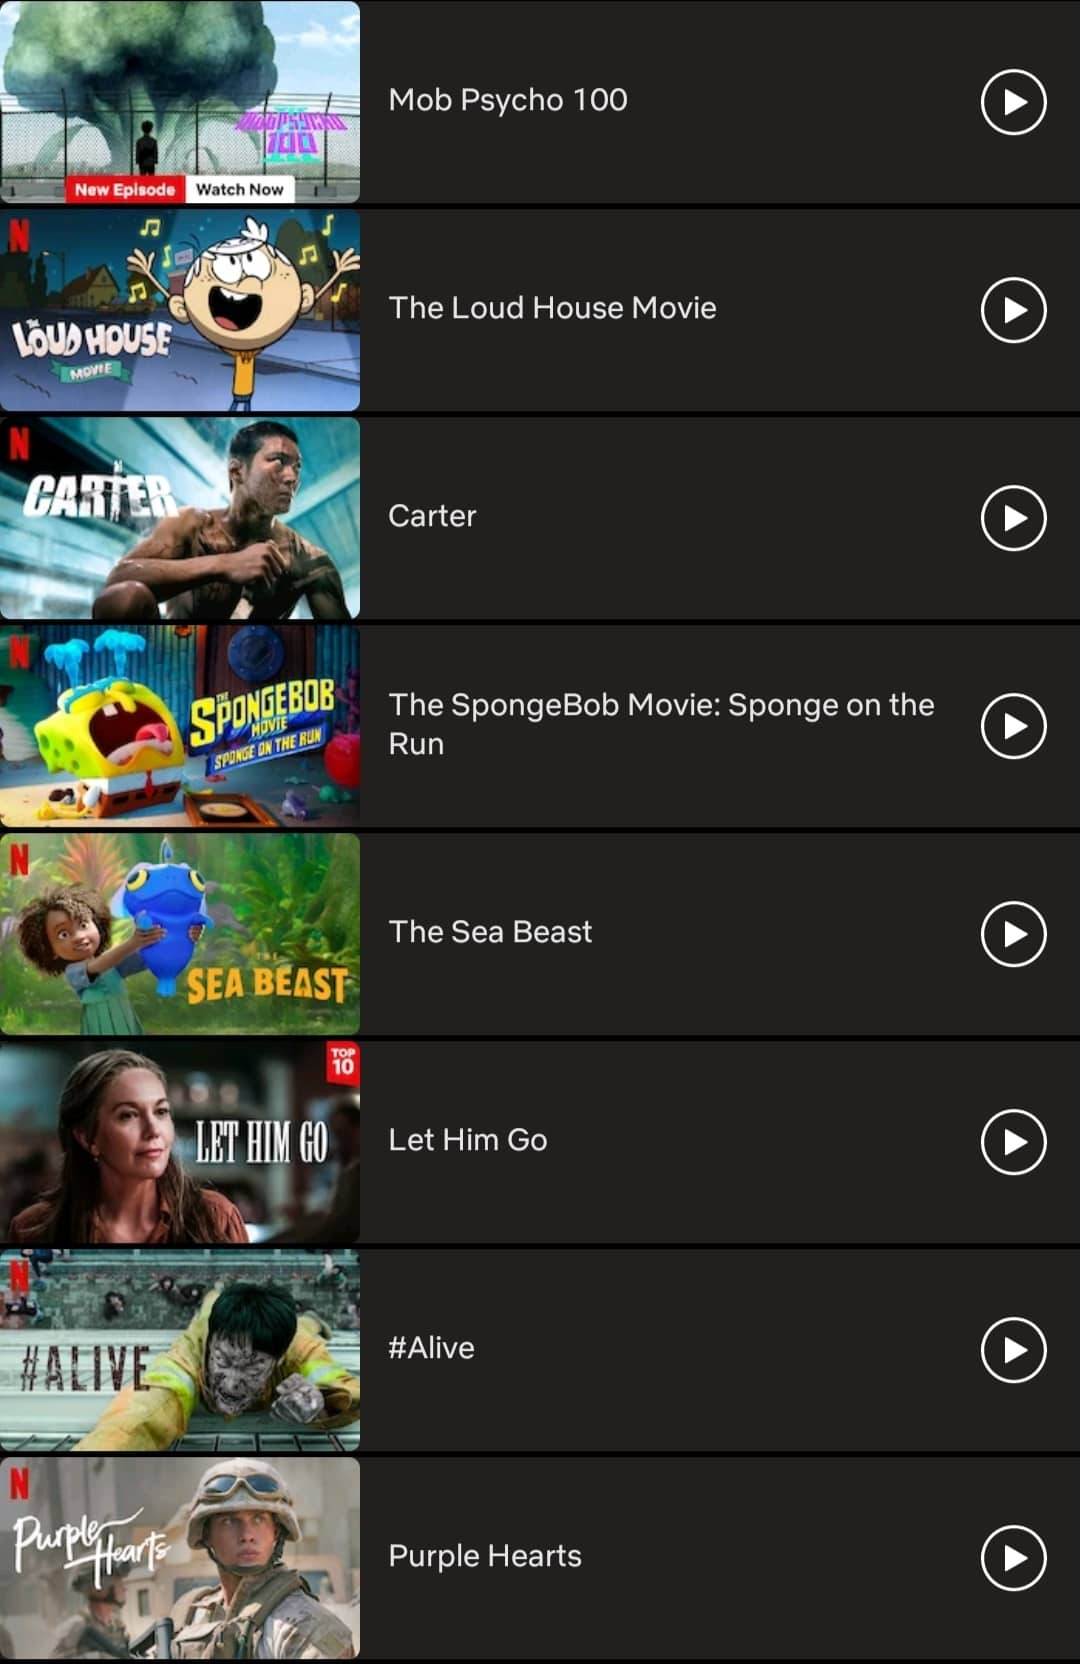 MOB PSYCHO
100
III
New Episode Watch Now
Mob Psycho 100
N
THE
LOUD HOUSE
MOVIE
The Loud House Movie
N
CARTER
Carter
N
THE
SPONGEBOB
MOVIE
SPONGE ON THE RUN
The SpongeBob Movie: Sponge on the
Run
N
THE
SEA BEAST
The Sea Beast
TOP
10
LET HIM GO
Let Him Go
N
#ALIVE
#Alive
N
Purple Hearts
Purple Hearts